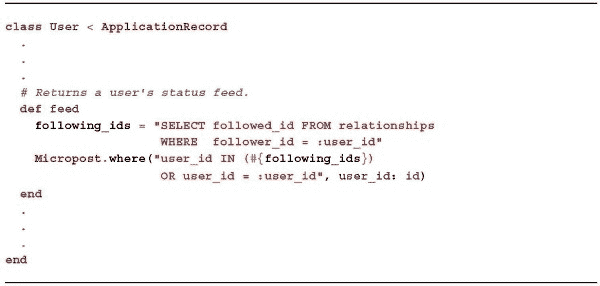 class User < ApplicationRecord
  .
  .
  .
  # Returns a user's status feed.
  def feed
    following_ids = "SELECT followed_id FROM relationships
                     WHERE  follower_id = :user_id"
    Micropost.where("user_id IN (#{following_ids})
                     OR user_id = :user_id", user_id: id)
  end
  .
  .
  .
end